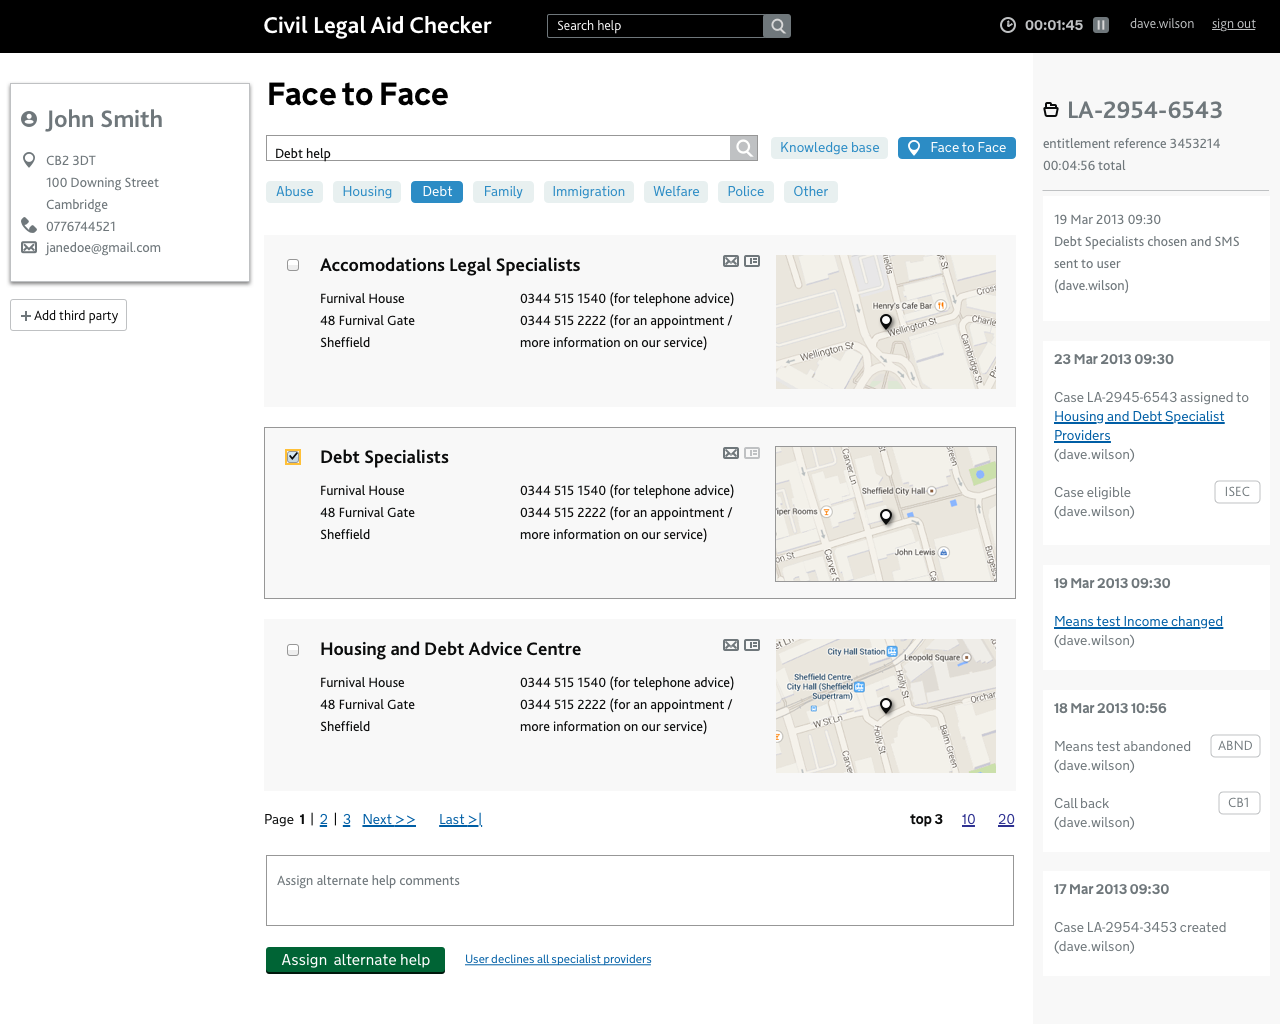 Civil Legal Aid Checker
Search help
00:01:45
dave.wilson
sign out
John Smith
CB2 3DT
100 Downing Street
Cambridge
0776744521
janedoe@gmail.com
+ Add third party
Face to Face
Debt help
Knowledge base
Face to Face
Abuse
Housing
Debt
Family
Immigration
Welfare
Police
Other
Accomodations Legal Specialists
Furnival House
48 Furnival Gate
Sheffield
0344 515 1540 (for telephone advice)
0344 515 2222 (for an appointment /
more information on our service)
Henry's Cafe Bar
Wellington St
Wellington St
Cambridge St
Charle
Cross
Debt Specialists
Furnival House
48 Furnival Gate
Sheffield
0344 515 1540 (for telephone advice)
0344 515 2222 (for an appointment /
more information on our service)
Carver Ln
Sheffield City Hall
iper Rooms
John Lewis
Carver S
Burgess
Housing and Debt Advice Centre
Furnival House
48 Furnival Gate
Sheffield
0344 515 1540 (for telephone advice)
0344 515 2222 (for an appointment /
more information on our service)
City Hall Station
Leopold Square
Sheffield Centre,
City Hall (Sheffield
Supertram)
Holly St
Orchar
W St Ln
Holly St
Balm Green
Page 1 | 2 | 3 Next >> Last >|
top 3 10 20
Assign alternate help comments
Assign alternate help
User declines all specialist providers
LA-2954-6543
entitlement reference 3453214
00:04:56 total
19 Mar 2013 09:30
Debt Specialists chosen and SMS
sent to user
(dave.wilson)
23 Mar 2013 09:30
Case LA-2945-6543 assigned to
Housing and Debt Specialist
Providers
(dave.wilson)
Case eligible
ISEC
(dave.wilson)
19 Mar 2013 09:30
Means test Income changed
(dave.wilson)
18 Mar 2013 10:56
Means test abandoned
ABND
(dave.wilson)
Call back
CB1
(dave.wilson)
17 Mar 2013 09:30
Case LA-2954-3453 created
(dave.wilson)